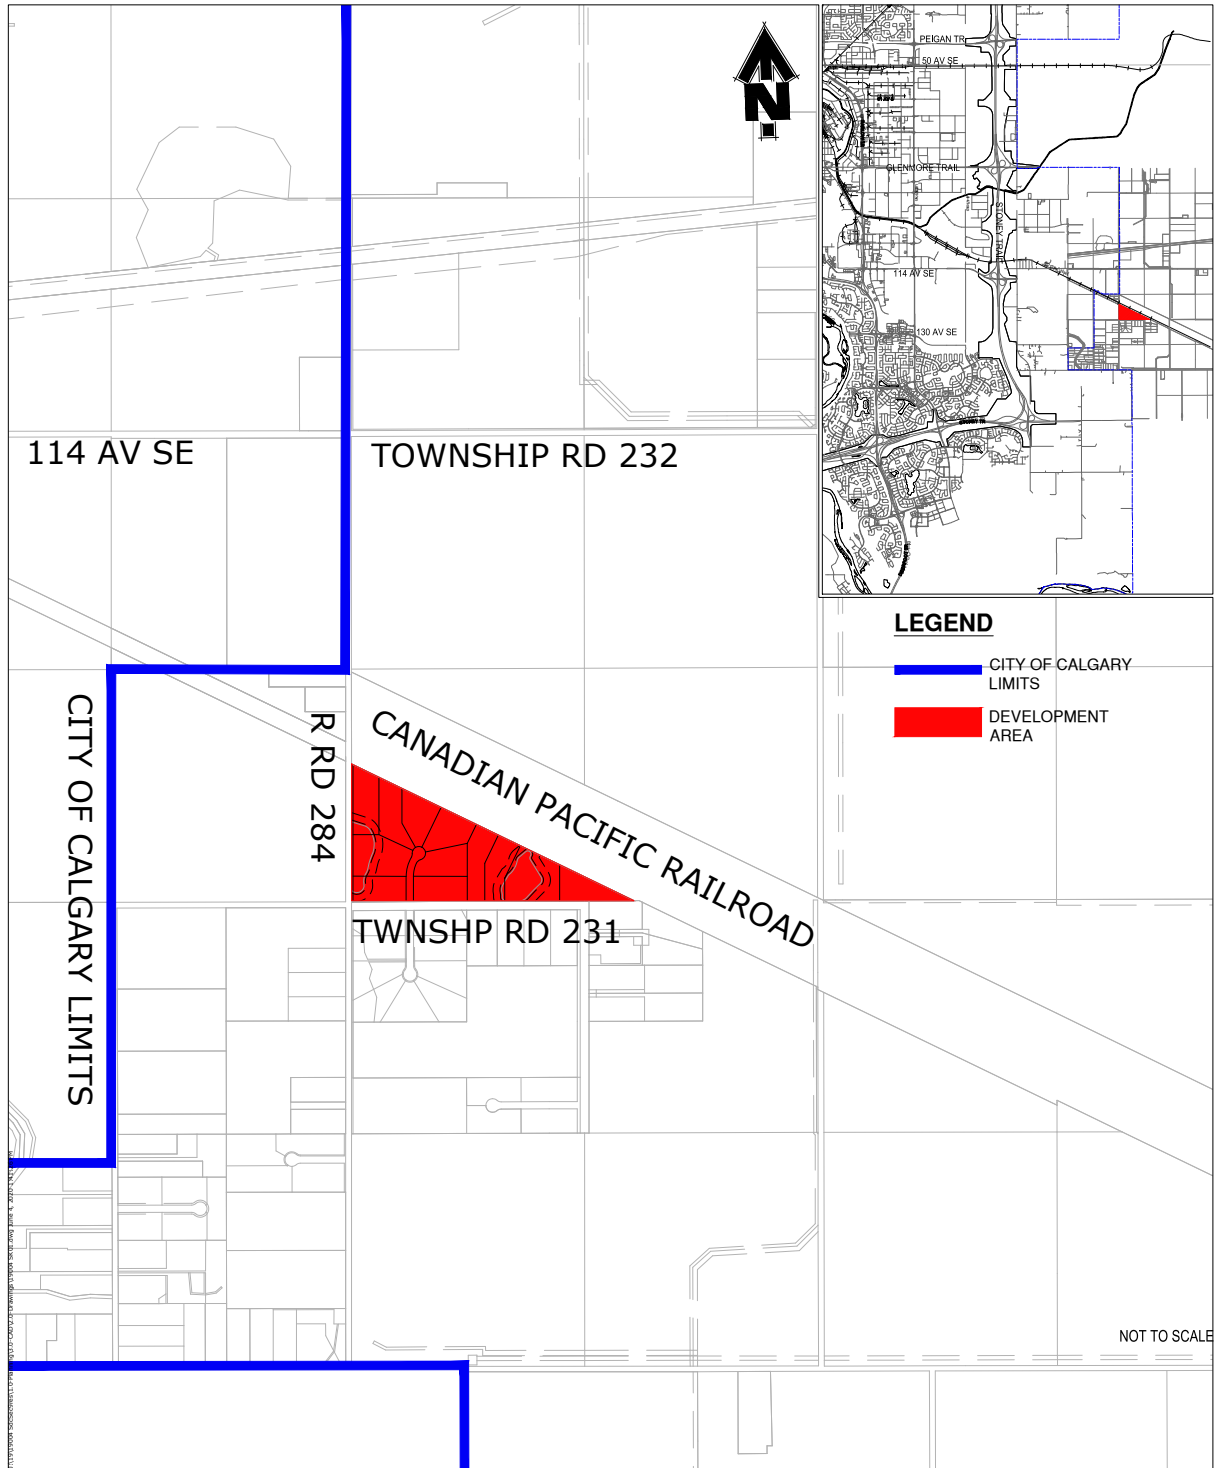 N
PEIGAN TR
50 AV SE
GLENMORE TRAIL
STONEY TRAIL
114 AV SE
130 AV SE
114 AV SE
TOWNSHIP RD 232
LEGEND
CITY OF CALGARY
LIMITS
DEVELOPMENT
AREA
CITY OF CALGARY LIMITS
R RD 284
CANADIAN PACIFIC RAILROAD
TWNSHP RD 231
NOT TO SCALE